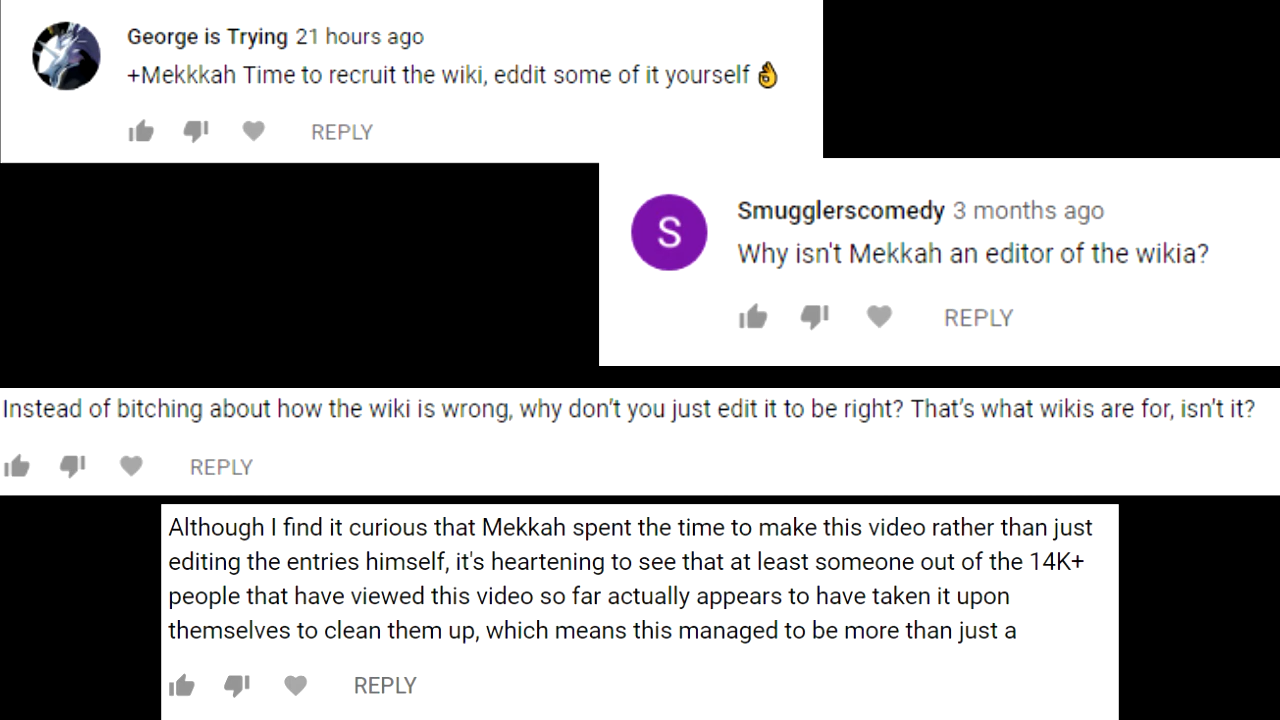 George is Trying 21 hours ago
+Mekkkah Time to recruit the wiki, eddit some of it yourself 👌
REPLY
S
Smugglerscomedy 3 months ago
Why isn't Mekkah an editor of the wikia?
REPLY
Instead of bitching about how the wiki is wrong, why don’t you just edit it to be right? That’s what wikis are for, isn’t it?
REPLY
Although I find it curious that Mekkah spent the time to make this video rather than just
editing the entries himself, it's heartening to see that at least someone out of the 14K+
people that have viewed this video so far actually appears to have taken it upon
themselves to clean them up, which means this managed to be more than just a
REPLY